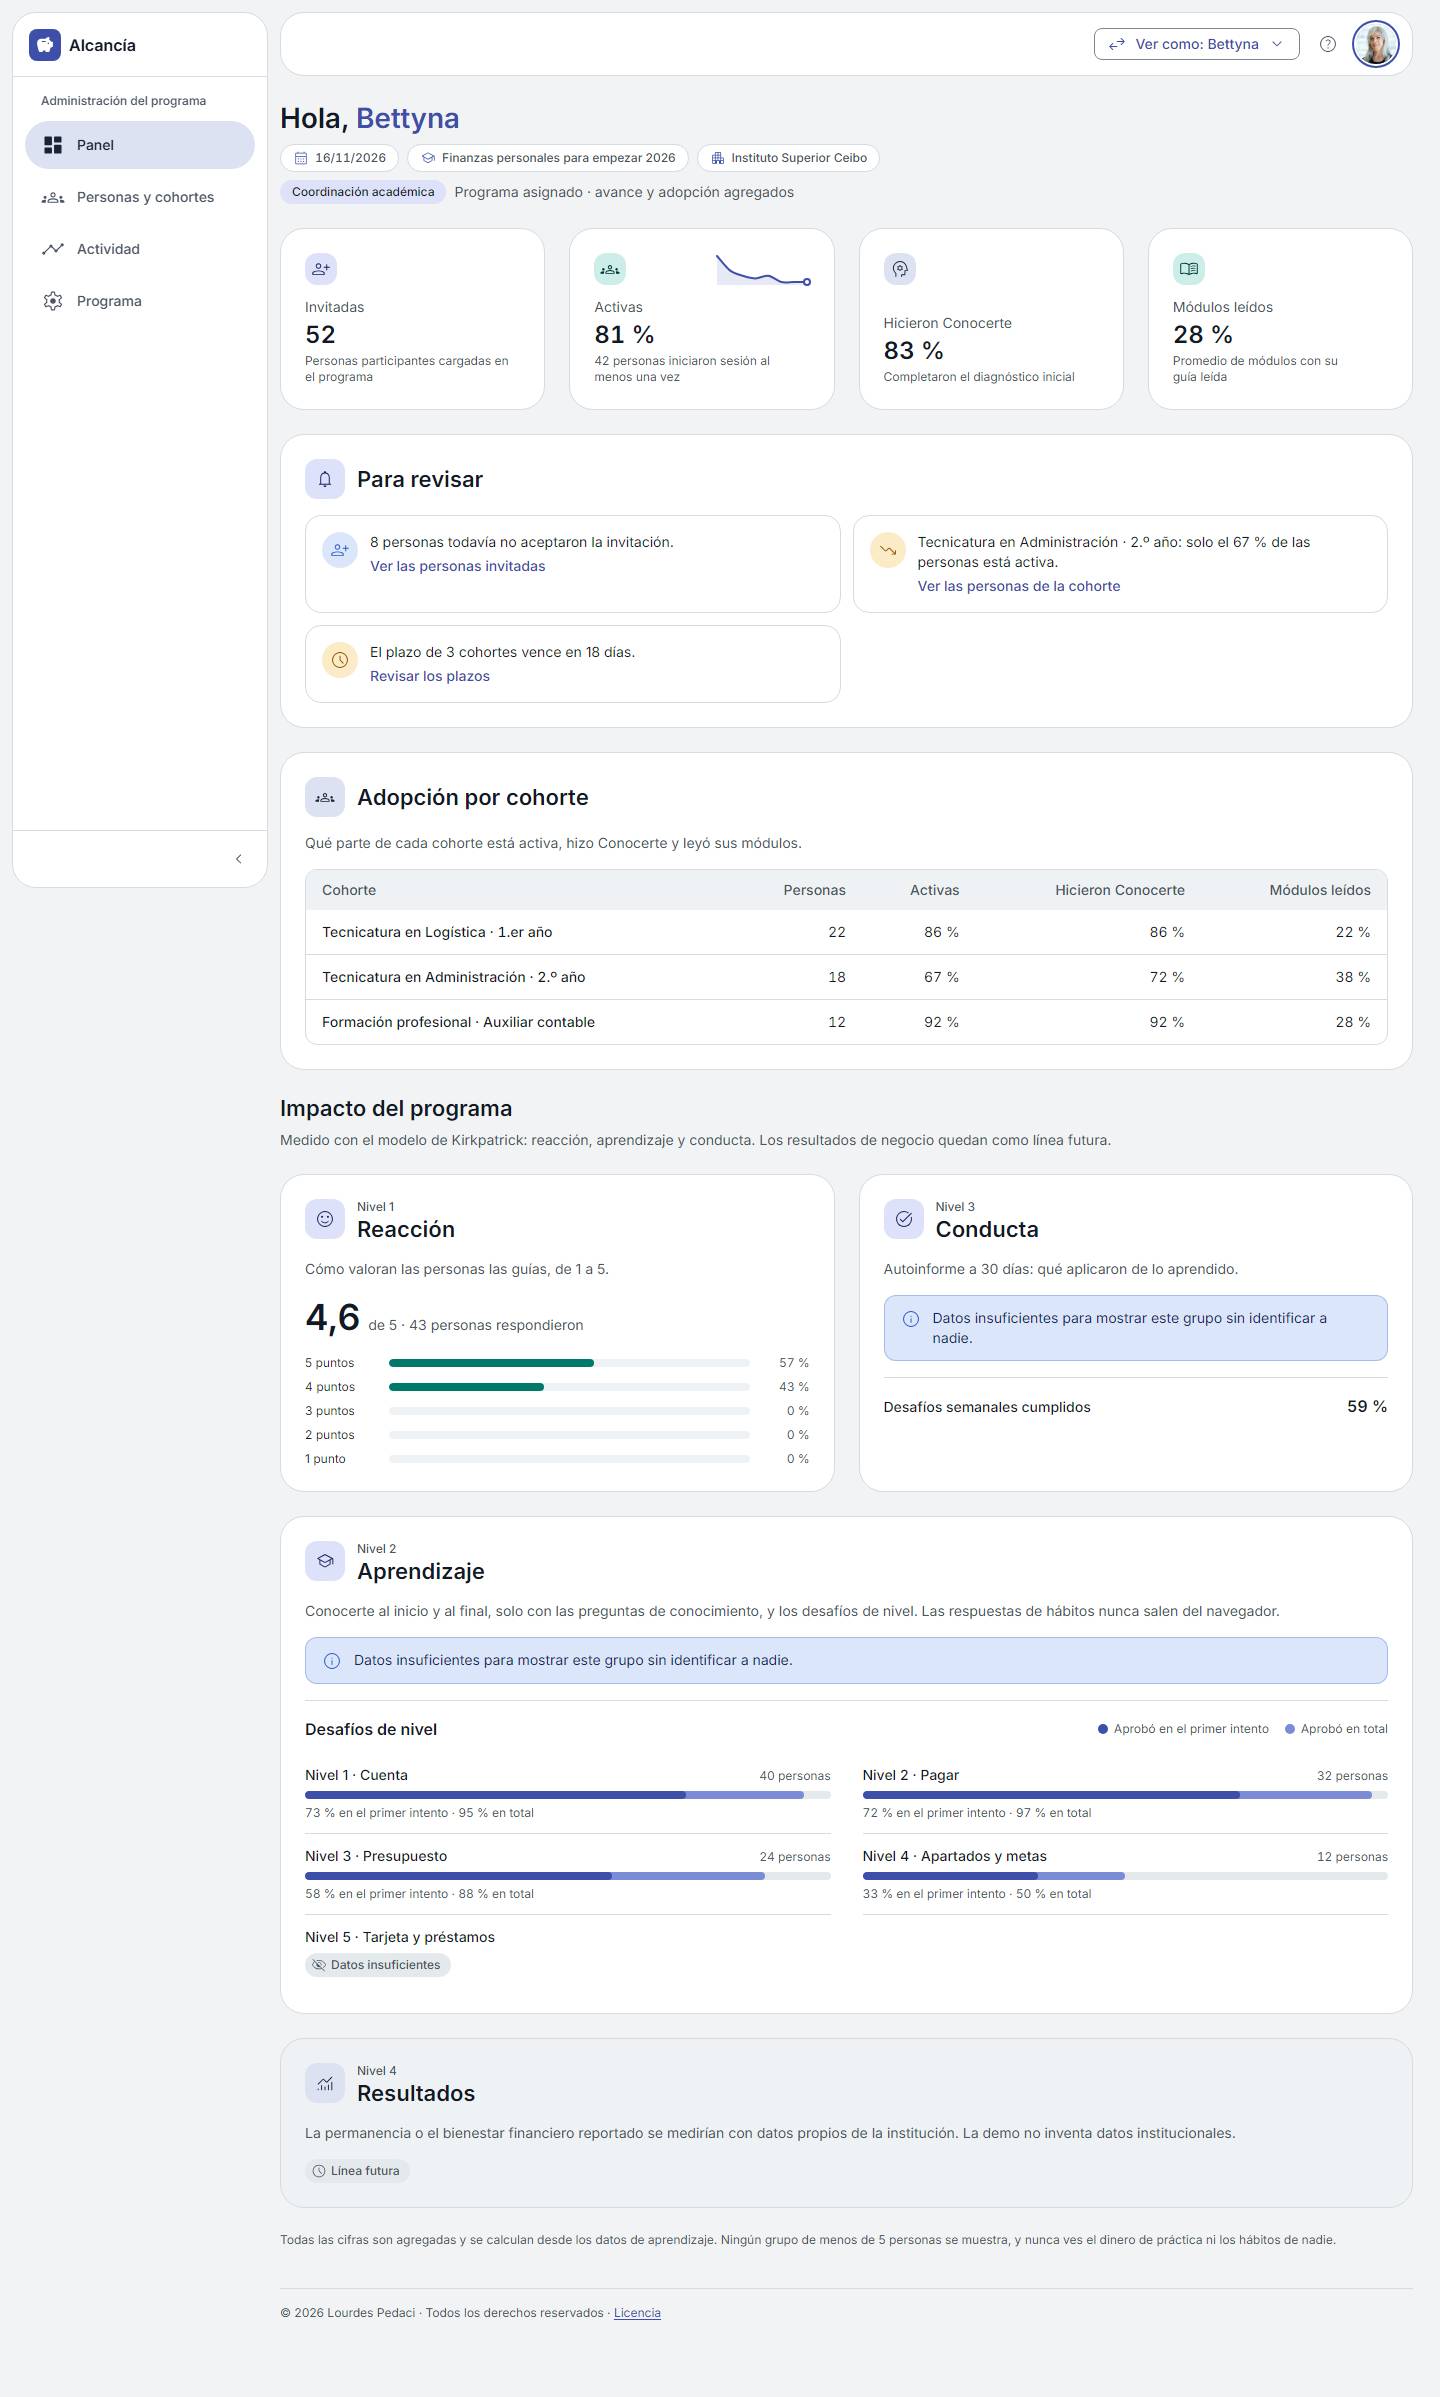 Alcancía
Ver como: Bettyna
Administración del programa
Panel
Personas y cohortes
Actividad
Programa
Hola, Bettyna
16/11/2026
Finanzas personales para empezar 2026
Instituto Superior Ceibo
Coordinación académica
Programa asignado · avance y adopción agregados
Invitadas
52
Personas participantes cargadas en
el programa
Activas
81 %
42 personas iniciaron sesión al
menos una vez
Hicieron Conocerte
83 %
Completaron el diagnóstico inicial
Módulos leídos
28 %
Promedio de módulos con su
guía leída
Para revisar
8 personas todavía no aceptaron la invitación.
Ver las personas invitadas
Tecnicatura en Administración · 2.º año: solo el 67 % de las
personas está activa.
Ver las personas de la cohorte
El plazo de 3 cohortes vence en 18 días.
Revisar los plazos
Adopción por cohorte
Qué parte de cada cohorte está activa, hizo Conocerte y leyó sus módulos.
Cohorte Personas Activas Hicieron Conocerte Módulos leídos
Tecnicatura en Logística · 1.er año 22 86 % 86 % 22 %
Tecnicatura en Administración · 2.º año 18 67 % 72 % 38 %
Formación profesional · Auxiliar contable 12 92 % 92 % 28 %
Impacto del programa
Medido con el modelo de Kirkpatrick: reacción, aprendizaje y conducta. Los resultados de negocio quedan como línea futura.
Nivel 1
Reacción
Cómo valoran las personas las guías, de 1 a 5.
4,6 de 5 · 43 personas respondieron
5 puntos 57 %
4 puntos 43 %
3 puntos 0 %
2 puntos 0 %
1 punto 0 %
Nivel 3
Conducta
Autoinforme a 30 días: qué aplicaron de lo aprendido.
Datos insuficientes para mostrar este grupo sin identificar a
nadie.
Desafíos semanales cumplidos 59 %
Nivel 2
Aprendizaje
Conocerte al inicio y al final, solo con las preguntas de conocimiento, y los desafíos de nivel. Las respuestas de hábitos nunca salen del navegador.
Datos insuficientes para mostrar este grupo sin identificar a nadie.
Desafíos de nivel
Aprobó en el primer intento Aprobó en total
Nivel 1 · Cuenta 40 personas
73 % en el primer intento · 95 % en total
Nivel 2 · Pagar 32 personas
72 % en el primer intento · 97 % en total
Nivel 3 · Presupuesto 24 personas
58 % en el primer intento · 88 % en total
Nivel 4 · Apartados y metas 12 personas
33 % en el primer intento · 50 % en total
Nivel 5 · Tarjeta y préstamos
Datos insuficientes
Nivel 4
Resultados
La permanencia o el bienestar financiero reportado se medirían con datos propios de la institución. La demo no inventa datos institucionales.
Línea futura
Todas las cifras son agregadas y se calculan desde los datos de aprendizaje. Ningún grupo de menos de 5 personas se muestra, y nunca ves el dinero de práctica ni los hábitos de nadie.
© 2026 Lourdes Pedaci · Todos los derechos reservados · Licencia